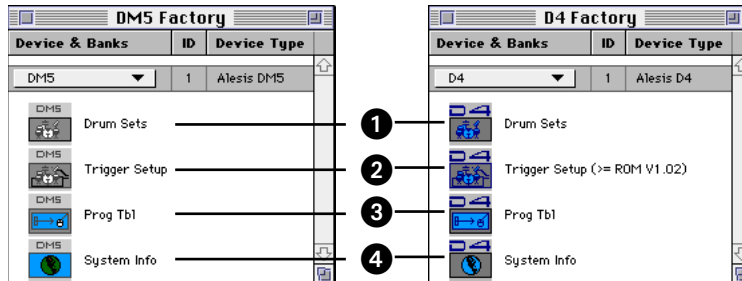 DM5 Factory
Device & Banks ID Device Type
DM5 1 Alesis DM5
DM5
Drum Sets
DM5
Trigger Setup
DM5
Prog Tbl
DM5
System Info
1
2
3
4
D4 Factory
Device & Banks ID Device Type
D4 1 Alesis D4
D4
Drum Sets
D4
Trigger Setup (>= ROM V1.02)
D4
Prog Tbl
D4
System Info